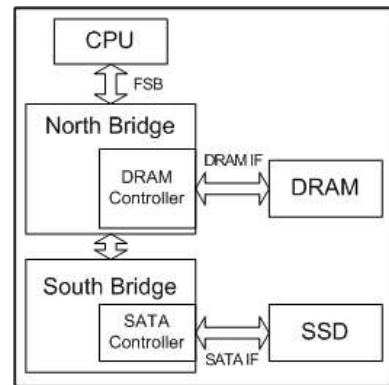 CPU
FSB
North Bridge
DRAM
Controller
DRAM IF
DRAM
South Bridge
SATA
Controller
SATA IF
SSD